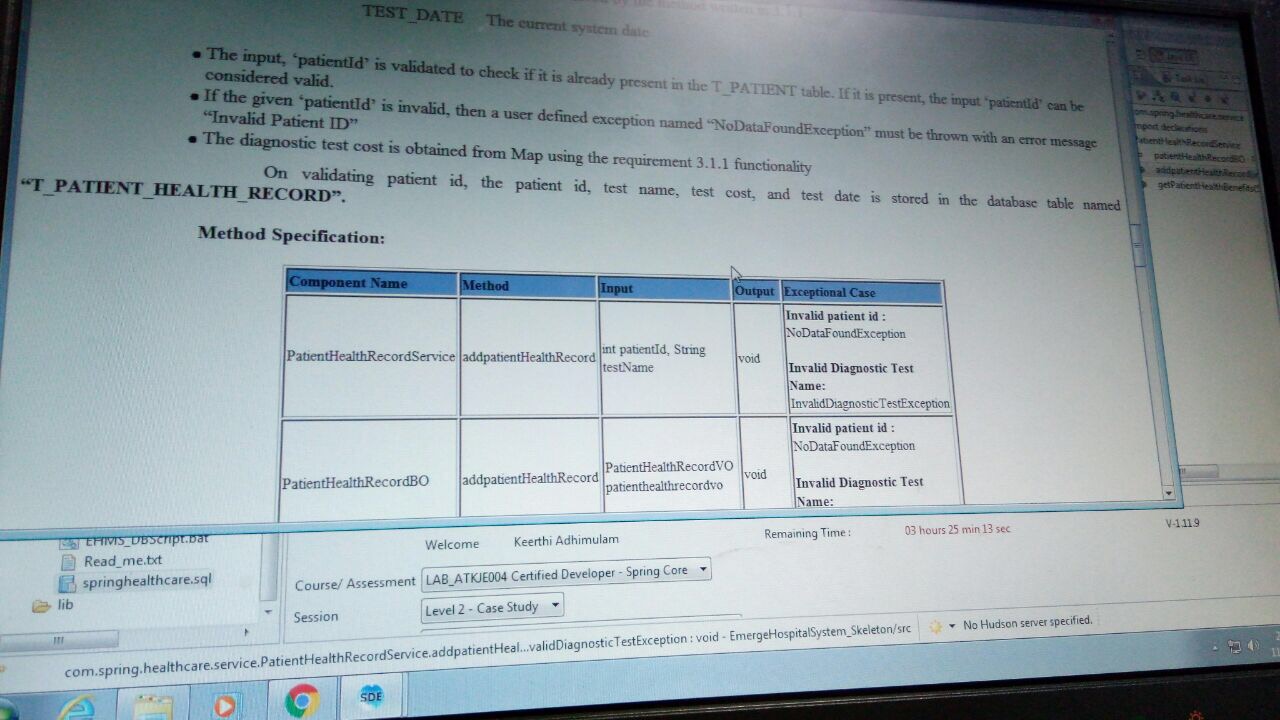 TEST_DATE The current system date
• The input, ‘patientId’ is validated to check if it is already present in the T_PATIENT table. If it is present, the input ‘patientId’ can be
considered valid.
• If the given ‘patientId’ is invalid, then a user defined exception named “NoDataFoundException” must be thrown with an error message
“Invalid Patient ID”
• The diagnostic test cost is obtained from Map using the requirement 3.1.1 functionality
On validating patient id, the patient id, test name, test cost, and test date is stored in the database table named
“T_PATIENT_HEALTH_RECORD”.
Method Specification:
Component Name Method Input Output Exceptional Case
Invalid patient id :
NoDataFoundException
PatientHealthRecordService addpatientHealthRecord int patientId, String
testName
void
Invalid Diagnostic Test
Name:
InvalidDiagnosticTestException
Invalid patient id :
NoDataFoundException
PatientHealthRecordBO addpatientHealthRecord PatientHealthRecordVO
patienthealthrecordvo
void
Invalid Diagnostic Test
Name:
com.spring.healthcare.service
import declarations
PatientHealthRecordService
patientHealthRecordBO
addpatientHealthRecord
EHMS_DBScript.bat
Read_me.txt
springhealthcare.sql
lib
Welcome Keerthi Adhimulam
Remaining Time : 03 hours 25 min 13 sec
V-1.11.9
Course/ Assessment LAB_ATKJE004 Certified Developer - Spring Core
Session Level 2 - Case Study
com.spring.healthcare.service.PatientHealthRecordService.addpatientHeal...validDiagnosticTestException : void - EmergeHospitalSystem_Skeleton/src
No Hudson server specified.
SDE